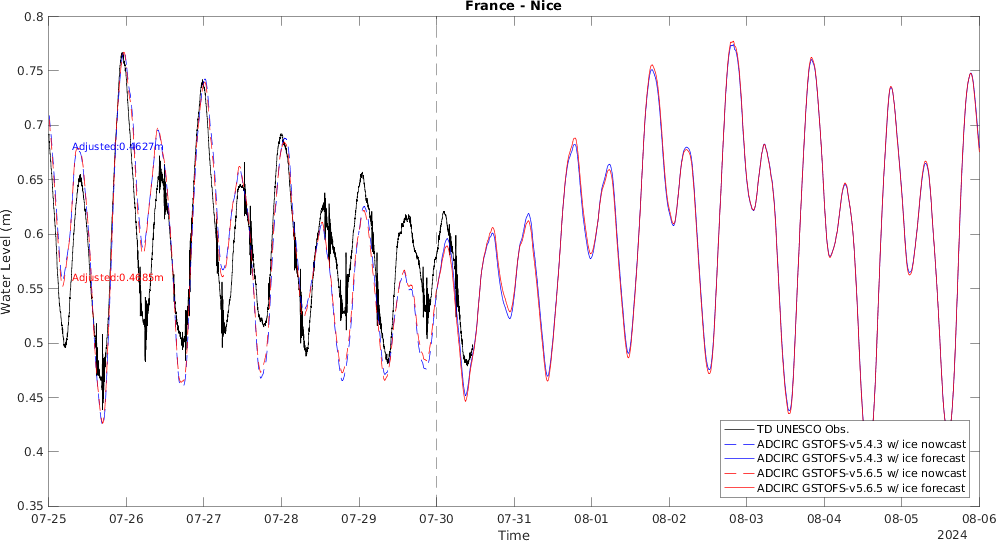 France - Nice
Water Level (m)
0.8
0.75
0.7
0.65
0.6
0.55
0.5
0.45
0.4
0.35
Adjusted:0.4627m
Adjusted:0.4685m
TD UNESCO Obs.
ADCIRC GSTOFS-v5.4.3 w/ ice nowcast
ADCIRC GSTOFS-v5.4.3 w/ ice forecast
ADCIRC GSTOFS-v5.6.5 w/ ice nowcast
ADCIRC GSTOFS-v5.6.5 w/ ice forecast
07-25 07-26 07-27 07-28 07-29 07-30 07-31 08-01 08-02 08-03 08-04 08-05 08-06
Time
2024